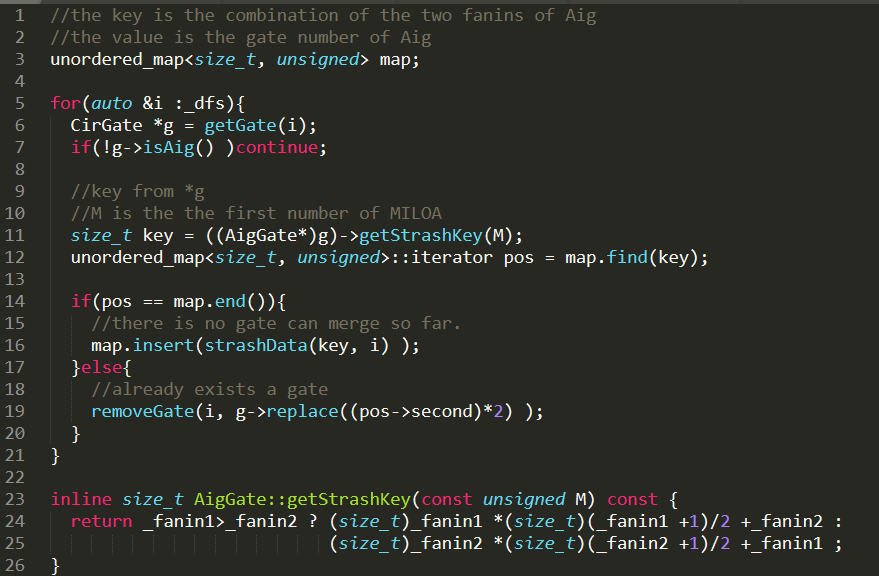 1 //the key is the combination of the two fanins of Aig
2 //the value is the gate number of Aig
3 unordered_map<size_t, unsigned> map;
4
5 for(auto &i :_dfs){
6   CirGate *g = getGate(i);
7   if(!g->isAig() )continue;
8
9   //key from *g
10   //M is the the first number of MILOA
11   size_t key = ((AigGate*)g)->getStrashKey(M);
12   unordered_map<size_t, unsigned>::iterator pos = map.find(key);
13
14   if(pos == map.end()){
15     //there is no gate can merge so far.
16     map.insert(strashData(key, i) );
17   }else{
18     //already exists a gate
19     removeGate(i, g->replace((pos->second)*2) );
20   }
21 }
22
23 inline size_t AigGate::getStrashKey(const unsigned M) const {
24   return _fanin1>_fanin2 ? (size_t)_fanin1 *(size_t)(_fanin1 +1)/2 +_fanin2 :
25                            (size_t)_fanin2 *(size_t)(_fanin2 +1)/2 +_fanin1 ;
26 }